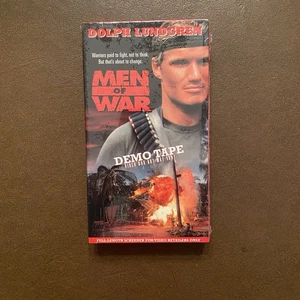 DOLPH LUNDGREN
Warriors paid to fight, not to think.
But that's about to change.
MEN
OF
WAR
DEMO TAPE
FULL-LENGTH SCREENER FOR VIDEO RETAILERS ONLY